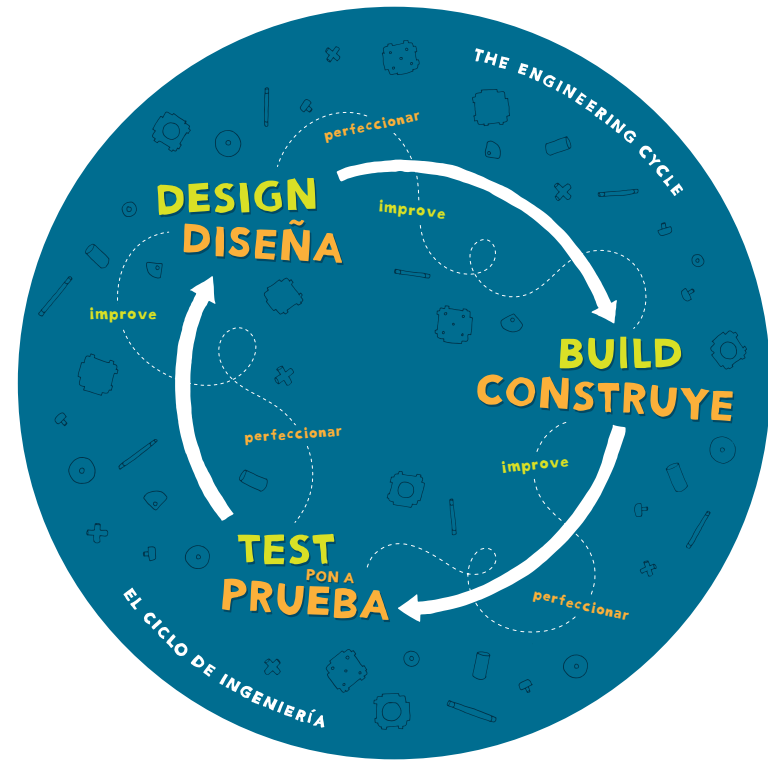 THE ENGINEERING CYCLE
perfeccionar
DESIGN
DISEÑA
improve
improve
BUILD
CONSTRUYE
perfeccionar
improve
TEST
PON A
PRUEBA
perfeccionar
EL CICLO DE INGENIERÍA